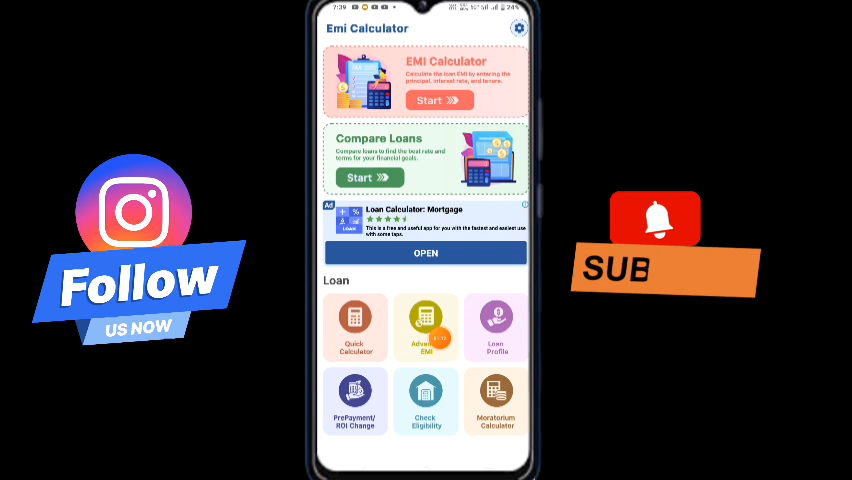 7:39
24%
Emi Calculator
EMI Calculator
Calculate the loan EMI by entering the
principal, interest rate, and tenure.
Start
Compare Loans
Compare loans to find the best rate and
terms for your financial goals.
Start
Ad
Loan Calculator: Mortgage
This is a free and useful app for you with the fastest and easiest use
with some taps.
LOAN
OPEN
Loan
Quick
Calculator
EMI
Loan
Profile
PrePayment/
ROI Change
Check
Eligibility
Moratorium
Calculator
Follow
US NOW
SUB